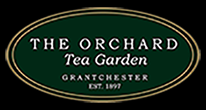 THE ORCHARD
Tea Garden
GRANTCHESTER
EST. 1897